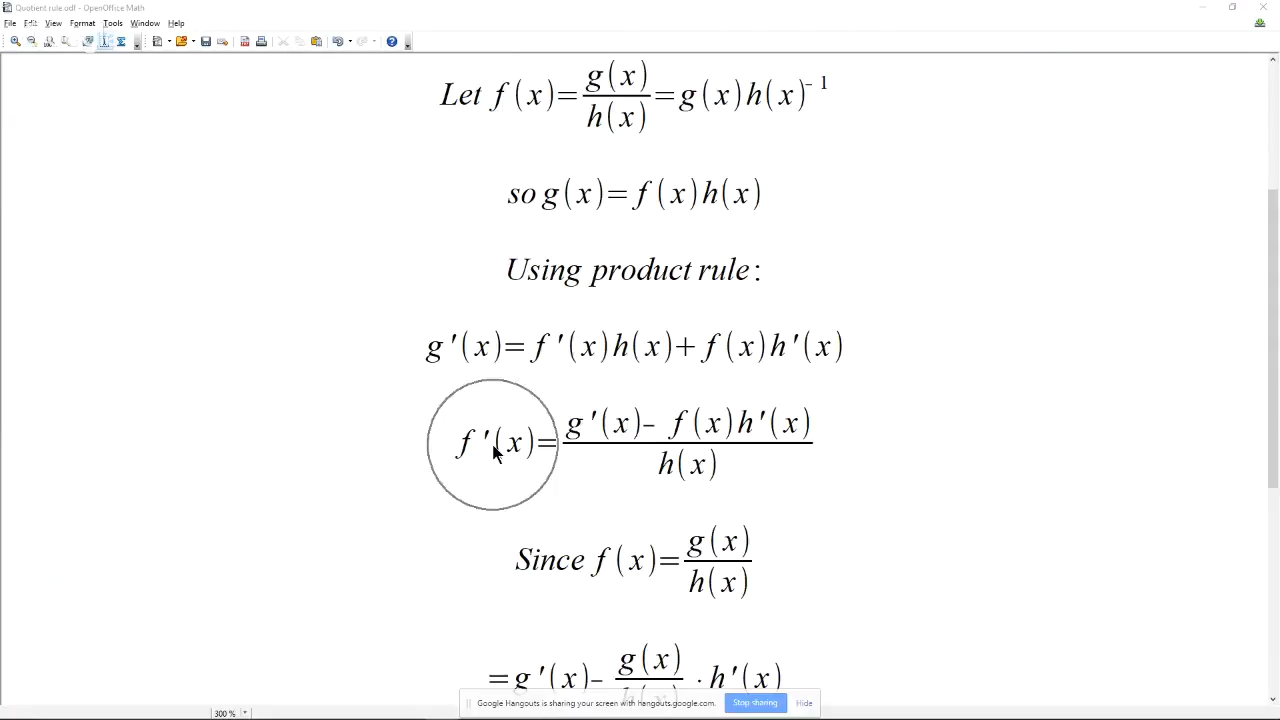 Quotient rule.odf - OpenOffice Math
File Edit View Format Tools Window Help
Let f(x)=g(x)/h(x)=g(x)h(x)⁻¹
so g(x)=f(x)h(x)
Using product rule:
g'(x)=f'(x)h(x)+f(x)h'(x)
f'(x)=(g'(x)-f(x)h'(x))/h(x)
Since f(x)=g(x)/h(x)
=g'(x)-g(x)/h(x)·h'(x)
Google Hangouts is sharing your screen with hangouts.google.com. Stop sharing Hide
300 %